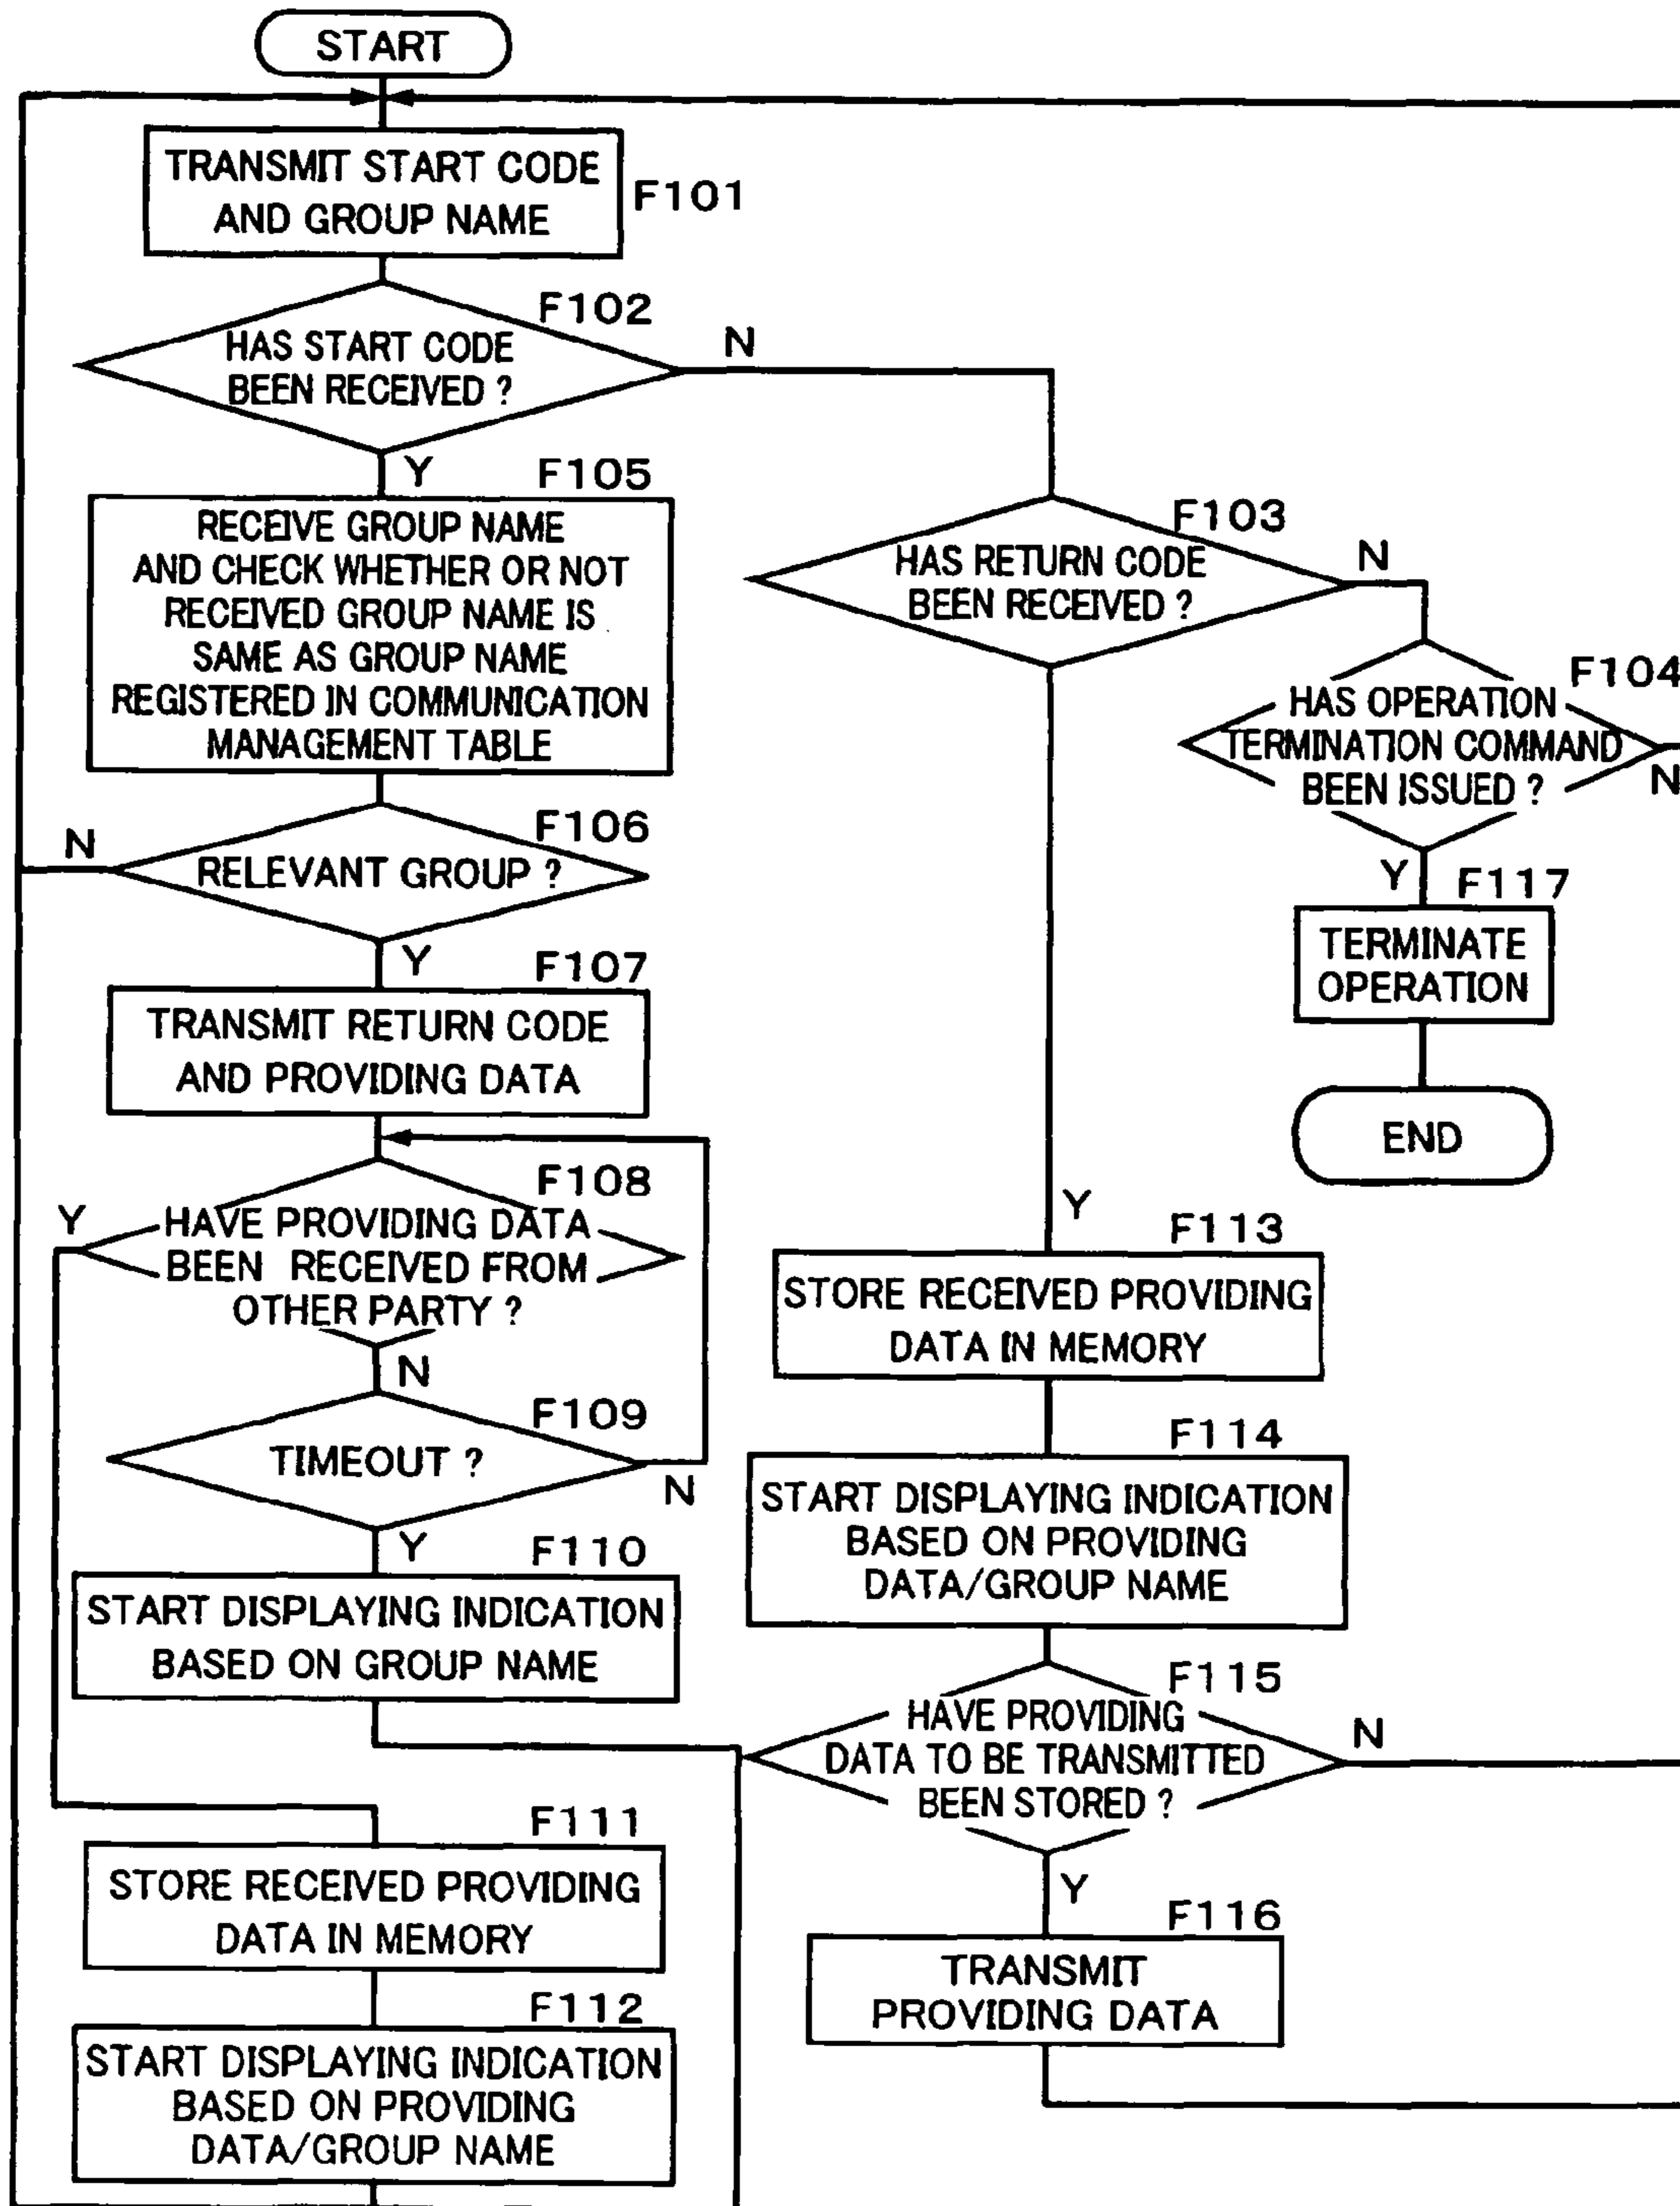 START
TRANSMIT START CODE
AND GROUP NAME
F101
F102
HAS START CODE
BEEN RECEIVED ?
N
Y
F105
RECEIVE GROUP NAME
AND CHECK WHETHER OR NOT
RECEIVED GROUP NAME IS
SAME AS GROUP NAME
REGISTERED IN COMMUNICATION
MANAGEMENT TABLE
F106
N
RELEVANT GROUP ?
Y
F107
TRANSMIT RETURN CODE
AND PROVIDING DATA
F108
Y
HAVE PROVIDING DATA
BEEN RECEIVED FROM
OTHER PARTY ?
N
F109
TIMEOUT ?
N
Y
F110
START DISPLAYING INDICATION
BASED ON GROUP NAME
F111
STORE RECEIVED PROVIDING
DATA IN MEMORY
F112
START DISPLAYING INDICATION
BASED ON PROVIDING
DATA/GROUP NAME
F103
HAS RETURN CODE
BEEN RECEIVED ?
N
F104
HAS OPERATION
TERMINATION COMMAND
BEEN ISSUED ?
N
Y
F117
TERMINATE
OPERATION
END
Y
F113
STORE RECEIVED PROVIDING
DATA IN MEMORY
F114
START DISPLAYING INDICATION
BASED ON PROVIDING
DATA/GROUP NAME
F115
HAVE PROVIDING
DATA TO BE TRANSMITTED
BEEN STORED ?
N
Y
F116
TRANSMIT
PROVIDING DATA